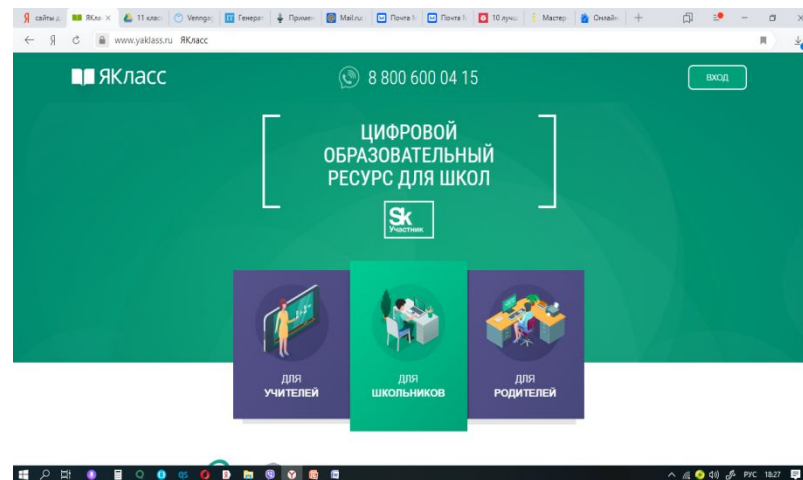 сайты д
ЯКла
11 класс
Venngag
Генерат
Примен
Mail.ru
Почта М
Почта М
10 лучш
Мастер
Онлайн
www.yaklass.ru ЯКласс
ЯКласс
8 800 600 04 15
ВХОД
ЦИФРОВОЙ
ОБРАЗОВАТЕЛЬНЫЙ
РЕСУРС ДЛЯ ШКОЛ
Sk
Участник
ДЛЯ
УЧИТЕЛЕЙ
ДЛЯ
ШКОЛЬНИКОВ
ДЛЯ
РОДИТЕЛЕЙ
РУС 18:27